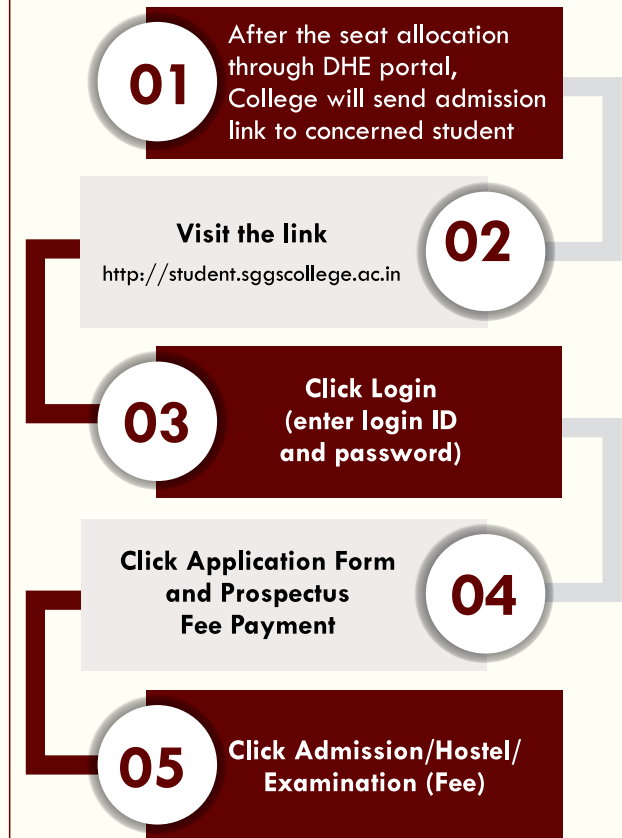 01
After the seat allocation
through DHE portal,
College will send admission
link to concerned student
Visit the link
http://student.sggscollege.ac.in
02
03
Click Login
(enter login ID
and password)
Click Application Form
and Prospectus
Fee Payment
04
05
Click Admission/Hostel/
Examination (Fee)